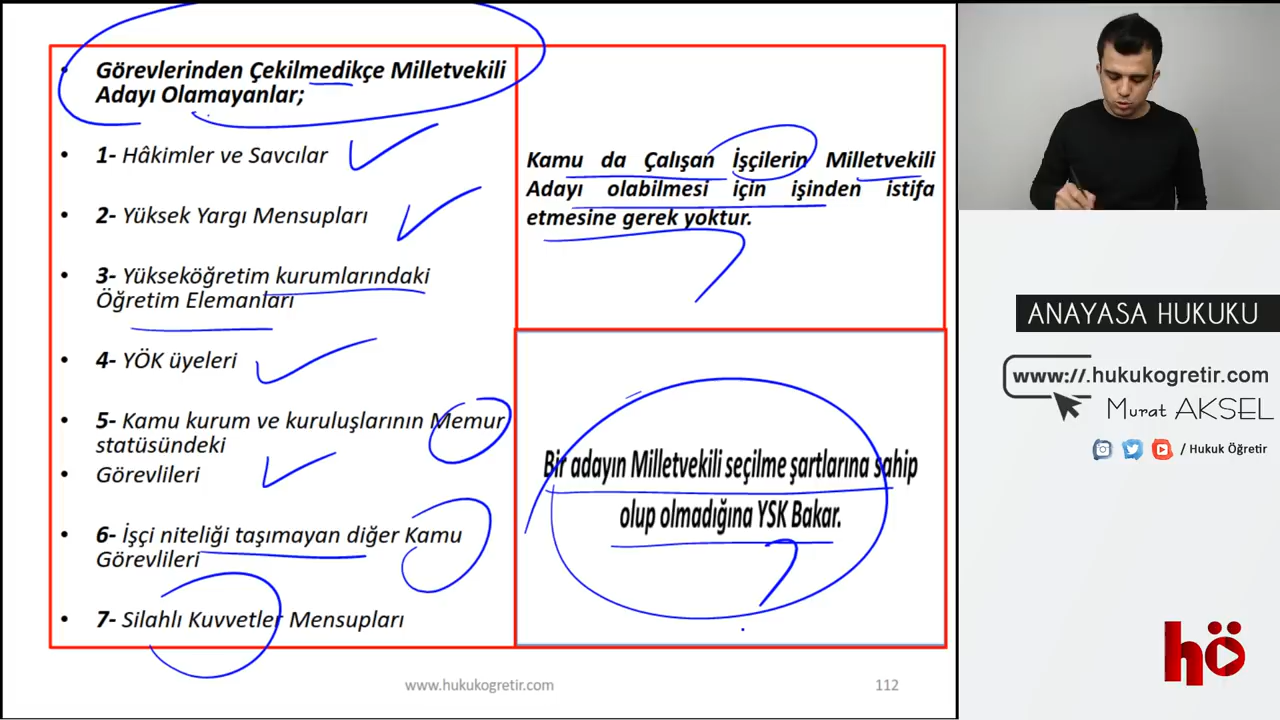 Görevlerinden Çekilmedikçe Milletvekili
Adayı Olamayanlar;
• 1- Hâkimler ve Savcılar
• 2- Yüksek Yargı Mensupları
• 3- Yükseköğretim kurumlarındaki
Öğretim Elemanları
• 4- YÖK üyeleri
• 5- Kamu kurum ve kuruluşlarının Memur
statüsündeki
• Görevlileri
• 6- İşçi niteliği taşımayan diğer Kamu
Görevlileri
• 7- Silahlı Kuvvetler Mensupları
Kamu da Çalışan İşçilerin Milletvekili
Adayı olabilmesi için işinden istifa
etmesine gerek yoktur.
Bir adayın Milletvekili seçilme şartlarına sahip
olup olmadığına YSK Bakar.
www.hukukogretir.com
112
ANAYASA HUKUKU
www://.hukukogretir.com
Murat AKSEL
/ Hukuk Öğretir
hö